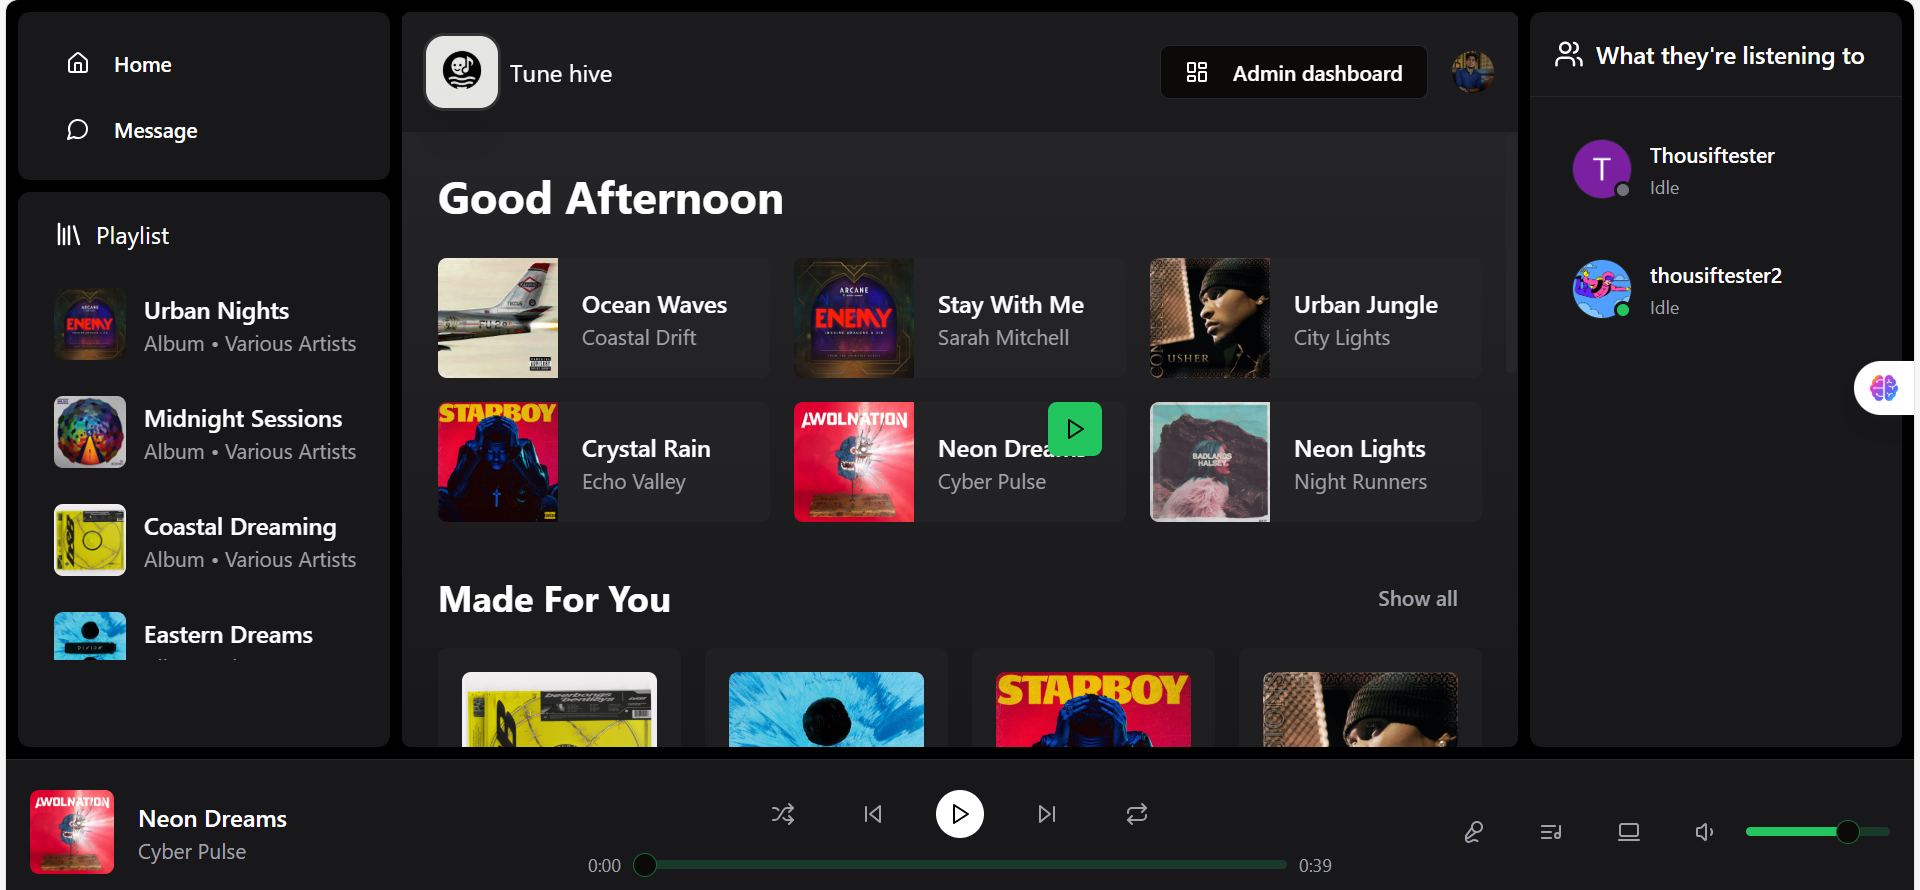 Home
Message
Playlist
Urban Nights
Album • Various Artists
Midnight Sessions
Album • Various Artists
Coastal Dreaming
Album • Various Artists
Eastern Dreams
Tune hive
Admin dashboard
Good Afternoon
Ocean Waves
Coastal Drift
ARCANE
ENEMY
Stay With Me
Sarah Mitchell
USHER
Urban Jungle
City Lights
STARBOY
Crystal Rain
Echo Valley
AWOLNATION
Neon Drea
Cyber Pulse
BADLANDS
HALSEY
Neon Lights
Night Runners
Made For You
Show all
beerbongs
bentleys
STARBOY
What they're listening to
T
Thousiftester
Idle
thousiftester2
Idle
AWOLNATION
Neon Dreams
Cyber Pulse
0:00
0:39